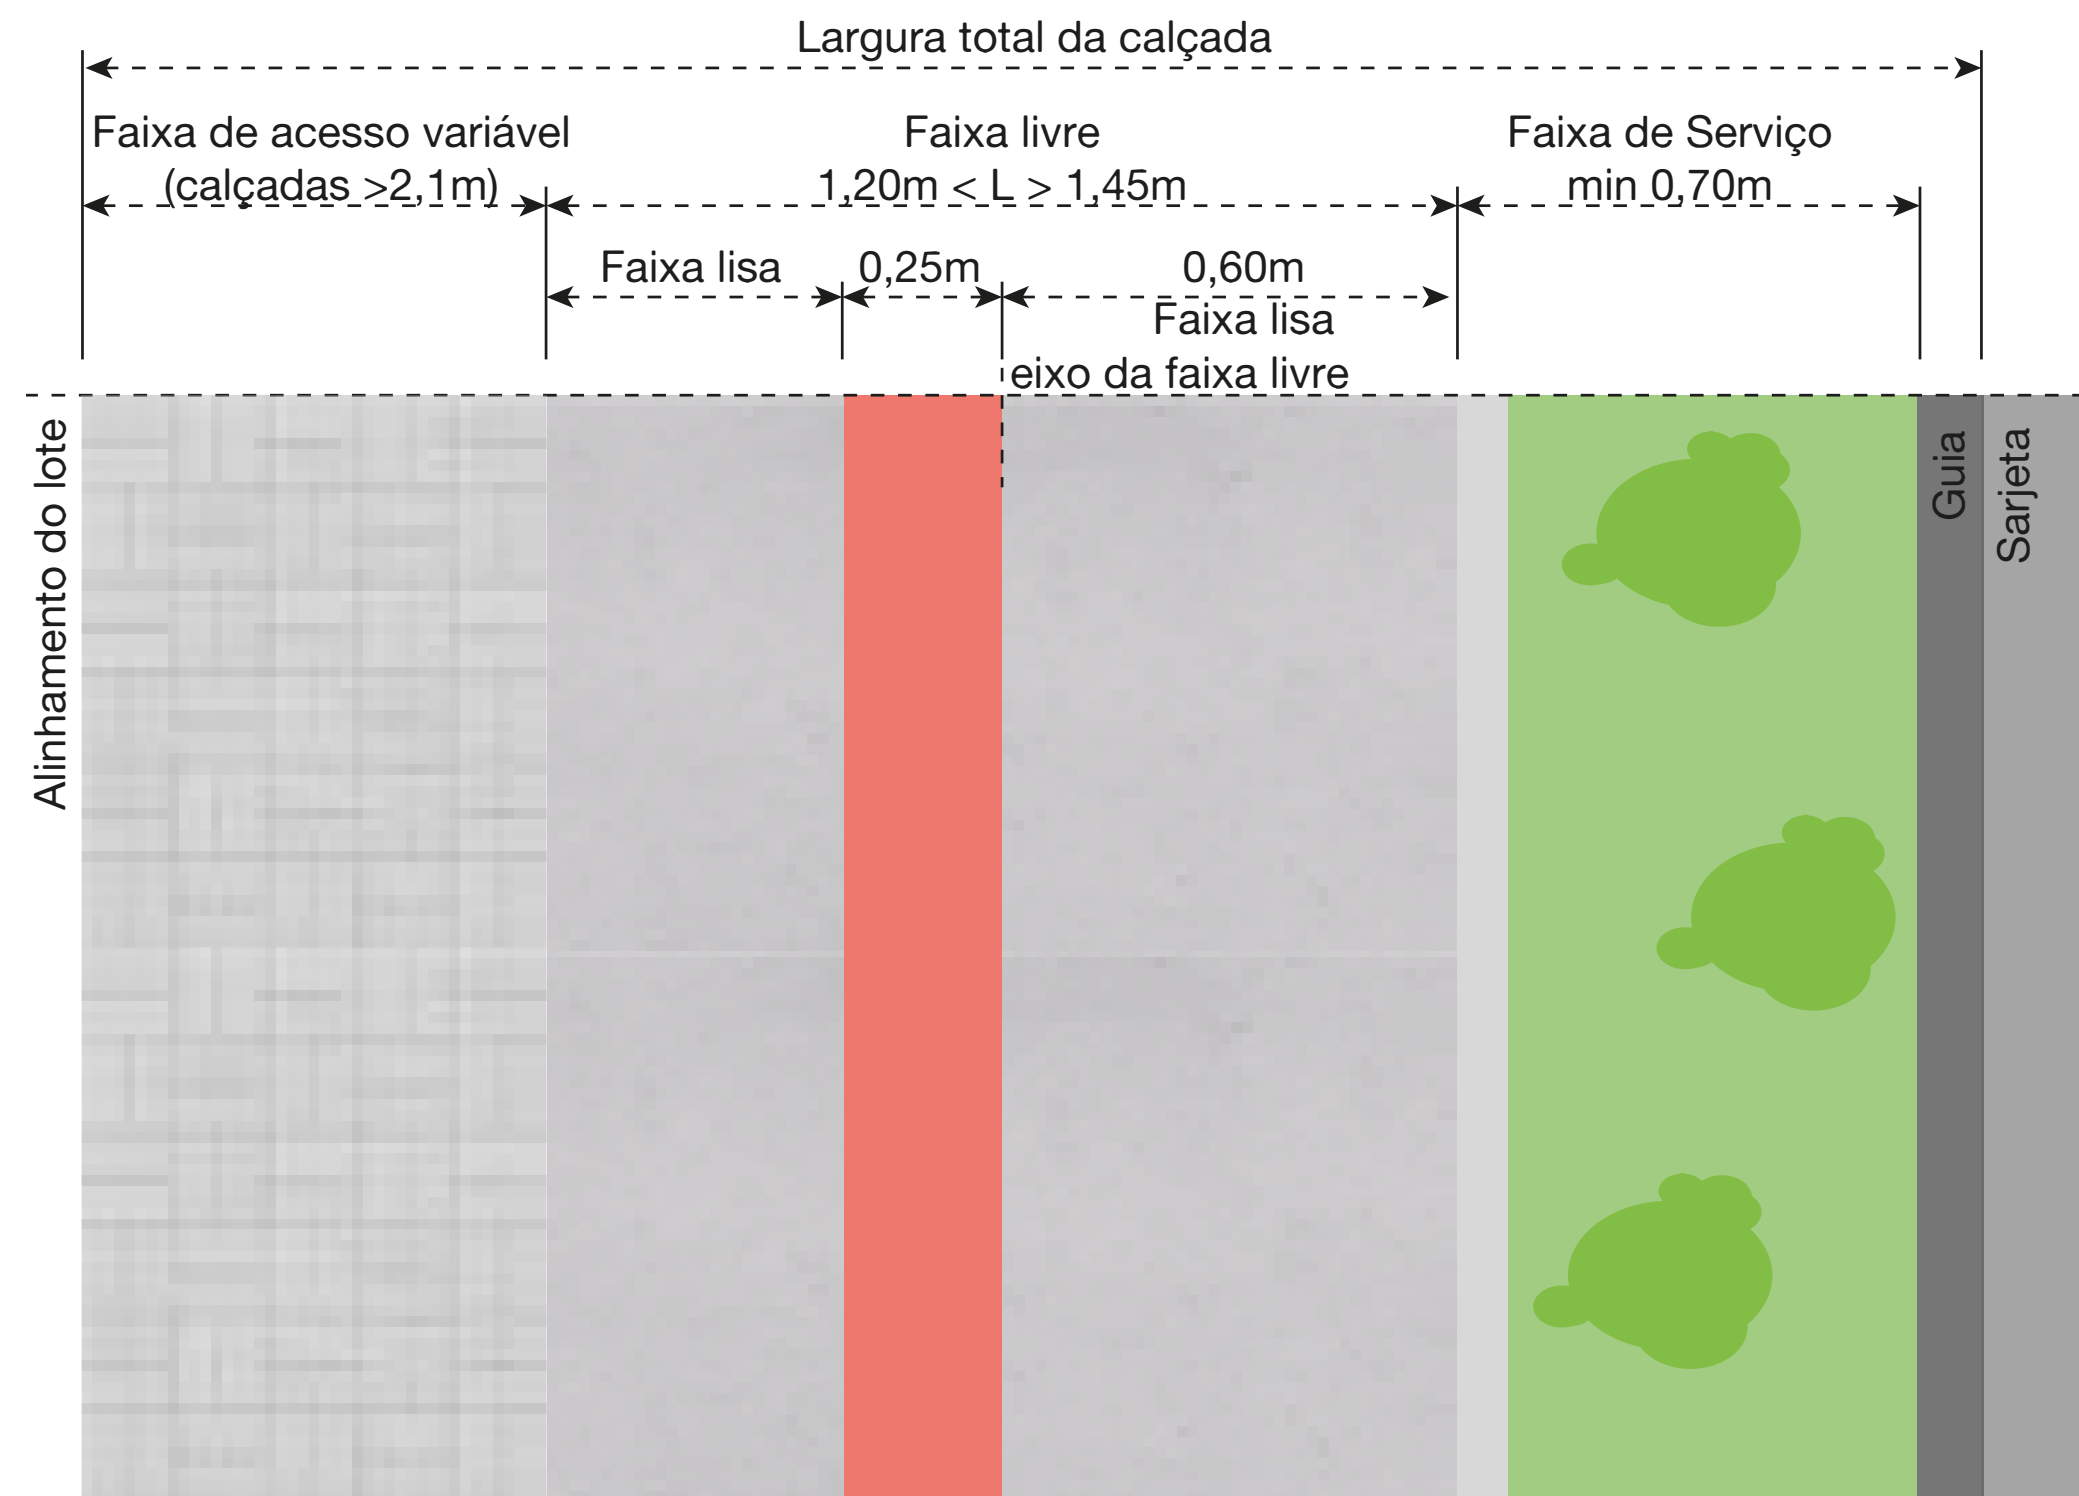 Largura total da calçada
Faixa de acesso variável
(calçadas >2,1m)
Faixa livre
1,20m < L > 1,45m
Faixa de Serviço
min 0,70m
Faixa lisa
0,25m
0,60m
Faixa lisa
eixo da faixa livre
Alinhamento do lote
Guia
Sarjeta